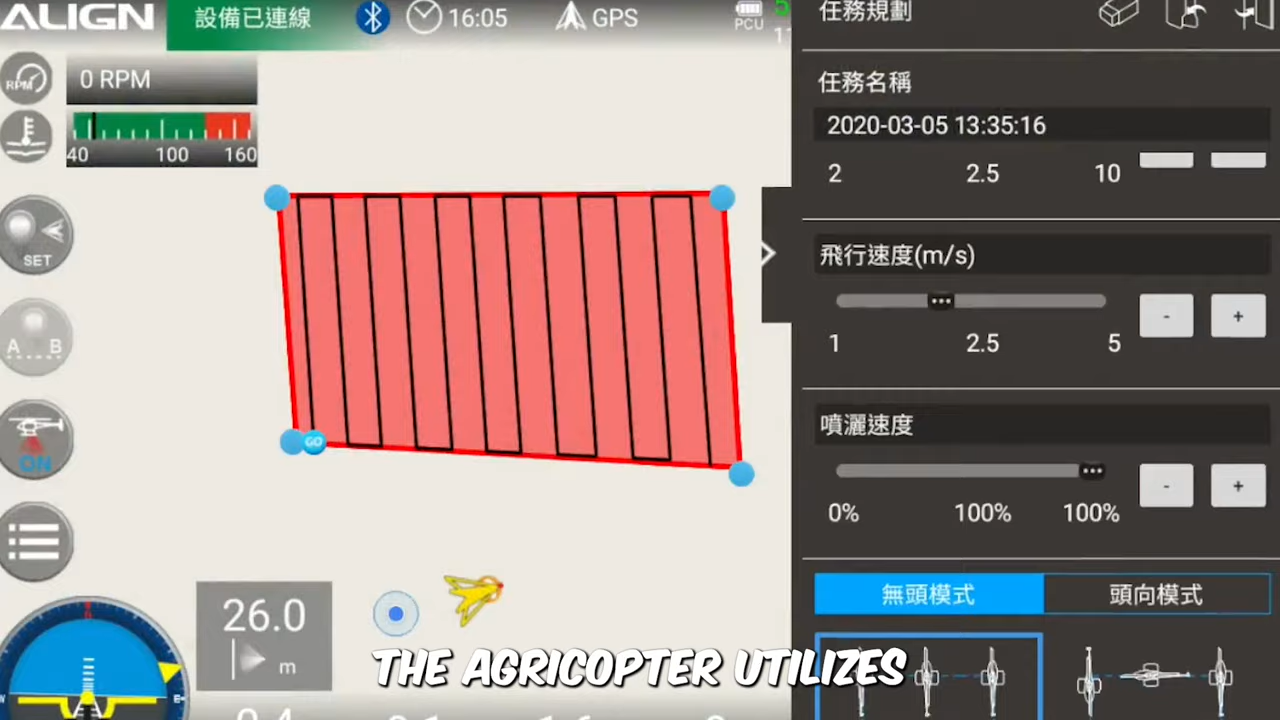 ALIGN
設備已連線
16:05
GPS
PCU
RPM
0 RPM
40 100 160
SET
A B
ON
GO
26.0
m
任務規劃
任務名稱
2020-03-05 13:35:16
2 2.5 10
飛行速度(m/s)
- +
1 2.5 5
噴灑速度
- +
0% 100% 100%
無頭模式 頭向模式
THE AGRICOPTER UTILIZES